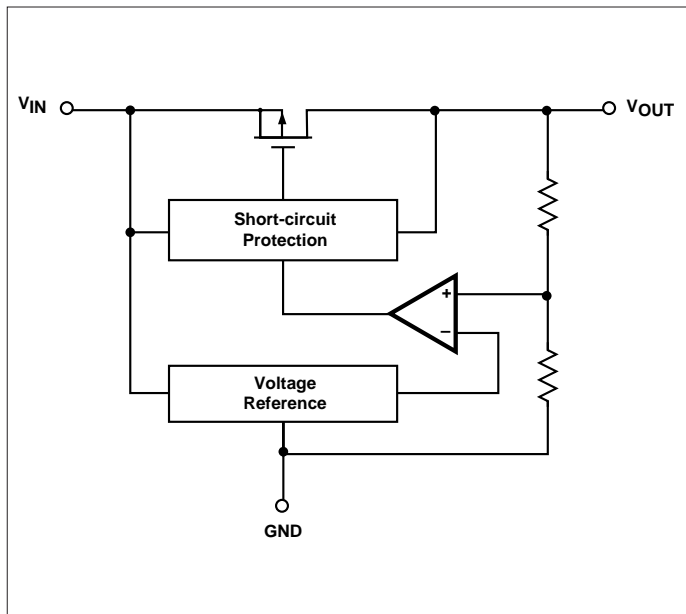 VIN
VOUT
Short-circuit
Protection
+
−
Voltage
Reference
GND